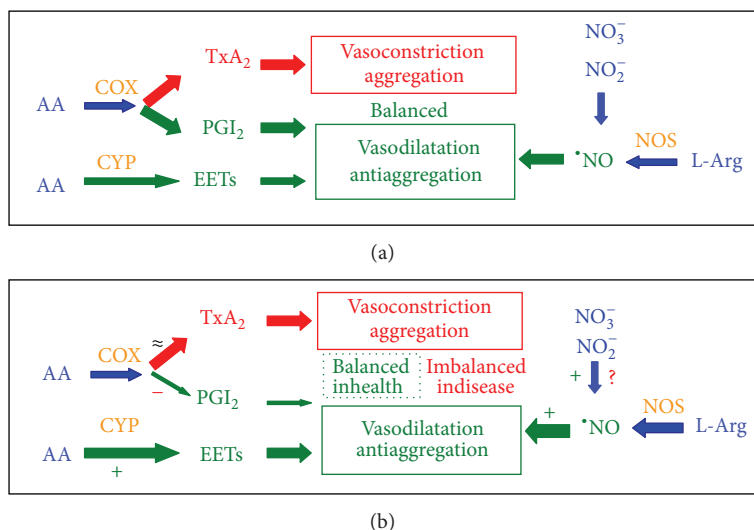 NO₃⁻
TxA₂
Vasoconstriction
aggregation
NO₂⁻
COX
AA
Balanced
PGI₂
Vasodilatation
antiaggregation
NOS
•NO
L-Arg
CYP
AA
EETs
(a)
NO₃⁻
TxA₂
Vasoconstriction
aggregation
NO₂⁻
≈
COX
AA
Balanced
inhealth
Imbalanced
indisease
+
?
−
PGI₂
CYP
AA
+
EETs
Vasodilatation
antiaggregation
+
•NO
NOS
L-Arg
(b)